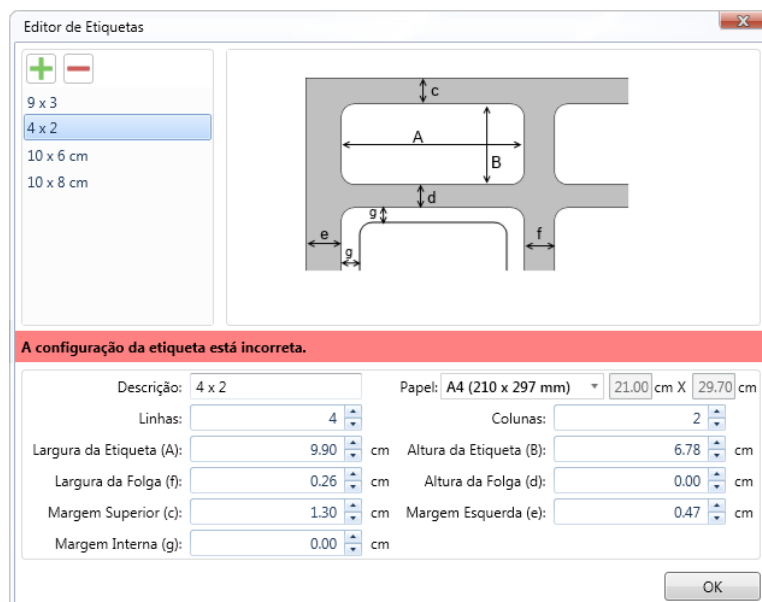 Editor de Etiquetas
9 x 3
4 x 2
10 x 6 cm
10 x 8 cm
c
A
B
d
g
e
f
g
A configuração da etiqueta está incorreta.
Descrição: 4 x 2 Papel: A4 (210 x 297 mm) 21.00 cm X 29.70 cm
Linhas: 4 Colunas: 2
Largura da Etiqueta (A): 9.90 cm Altura da Etiqueta (B): 6.78 cm
Largura da Folga (f): 0.26 cm Altura da Folga (d): 0.00 cm
Margem Superior (c): 1.30 cm Margem Esquerda (e): 0.47 cm
Margem Interna (g): 0.00 cm
OK